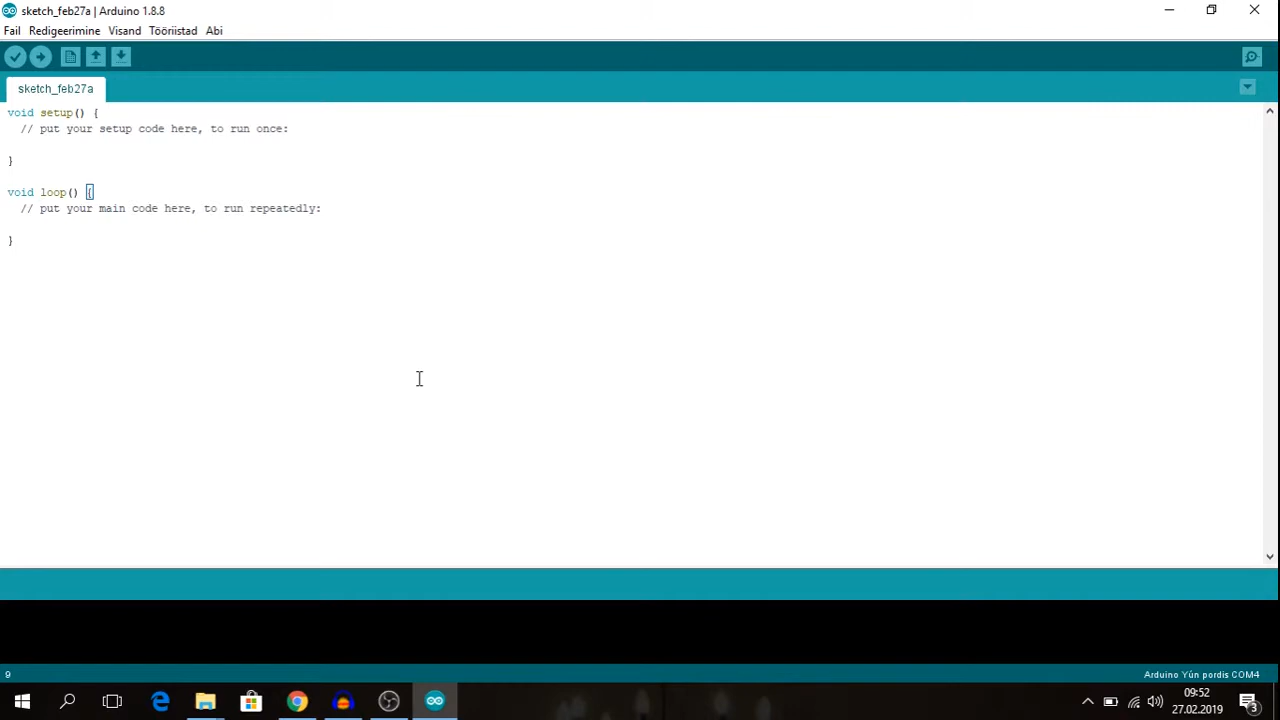 sketch_feb27a | Arduino 1.8.8
Fail Redigeerimine Visand Tööriistad Abi
sketch_feb27a
void setup() {
// put your setup code here, to run once:
}
void loop() {
// put your main code here, to run repeatedly:
}
9
Arduino Yún pordis COM4
09:52
27.02.2019
3